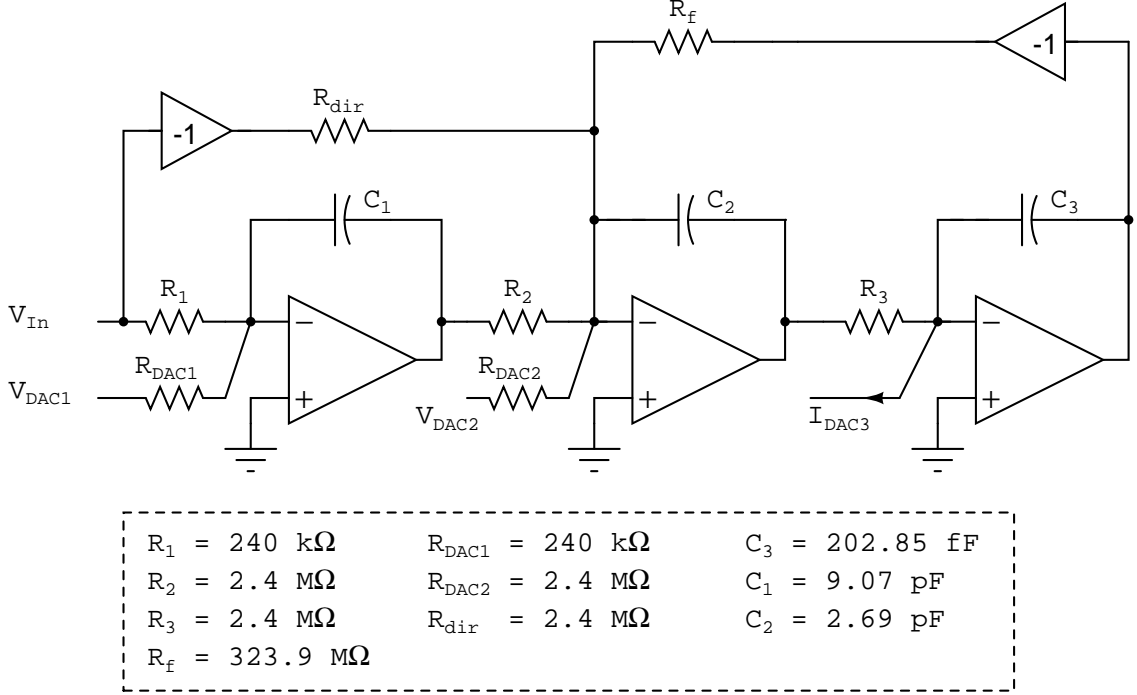 R_f
-1
R_dir
-1
C_1
C_2
C_3
R_1
R_2
R_3
V_In
R_DAC1
R_DAC2
V_DAC1
V_DAC2
I_DAC3
− + − + − +
R_1 = 240 kΩ R_DAC1 = 240 kΩ C_3 = 202.85 fF
R_2 = 2.4 MΩ R_DAC2 = 2.4 MΩ C_1 = 9.07 pF
R_3 = 2.4 MΩ R_dir = 2.4 MΩ C_2 = 2.69 pF
R_f = 323.9 MΩ